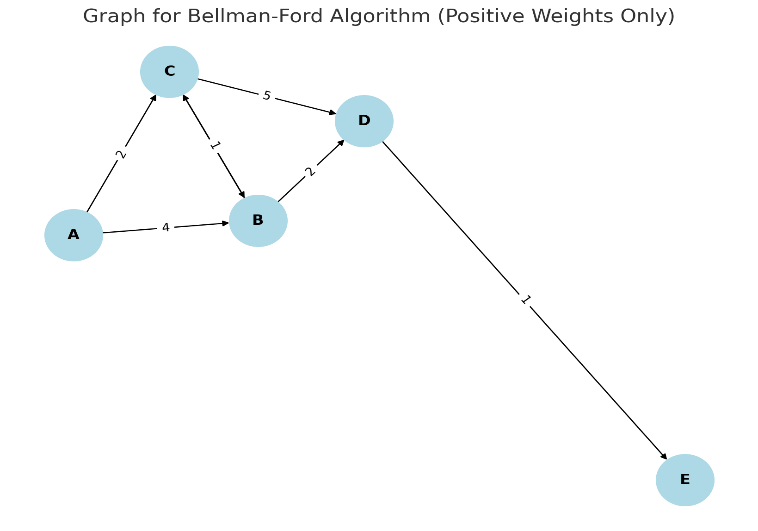 Graph for Bellman-Ford Algorithm (Positive Weights Only)
C
5
D
2
1
2
A
4
B
1
E